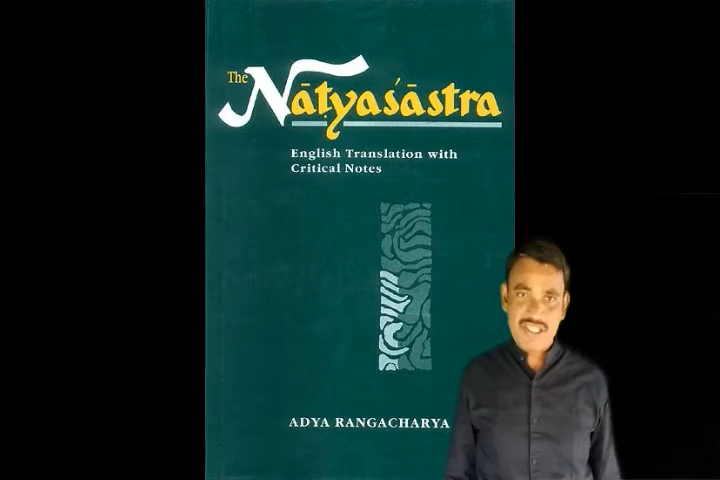 The Nāṭyaśāstra
English Translation with
Critical Notes
ADYA RANGACHARYA